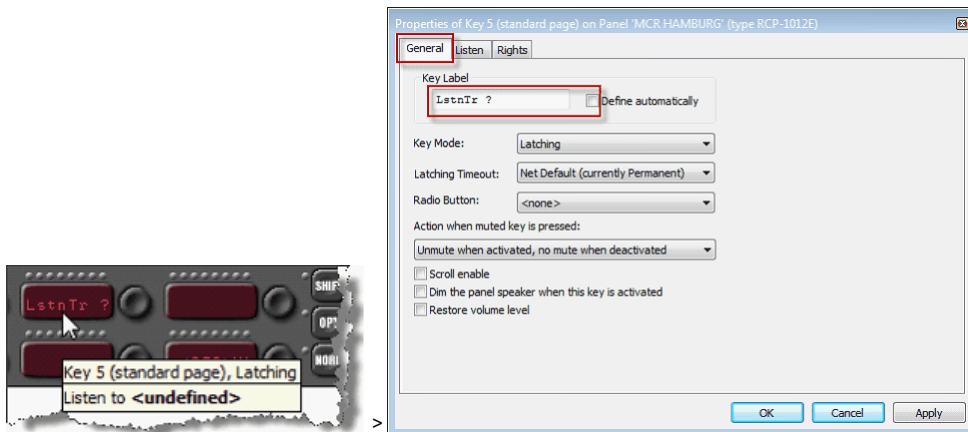 LstnTr ?
SHIF
OPT
NORM
Key 5 (standard page), Latching
Listen to <undefined>
>
Properties of Key 5 (standard page) on Panel 'MCR HAMBURG' (type RCP-1012E)
General Listen Rights
Key Label
LstnTr ? Define automatically
Key Mode: Latching
Latching Timeout: Net Default (currently Permanent)
Radio Button: <none>
Action when muted key is pressed:
Unmute when activated, no mute when deactivated
Scroll enable
Dim the panel speaker when this key is activated
Restore volume level
OK Cancel Apply